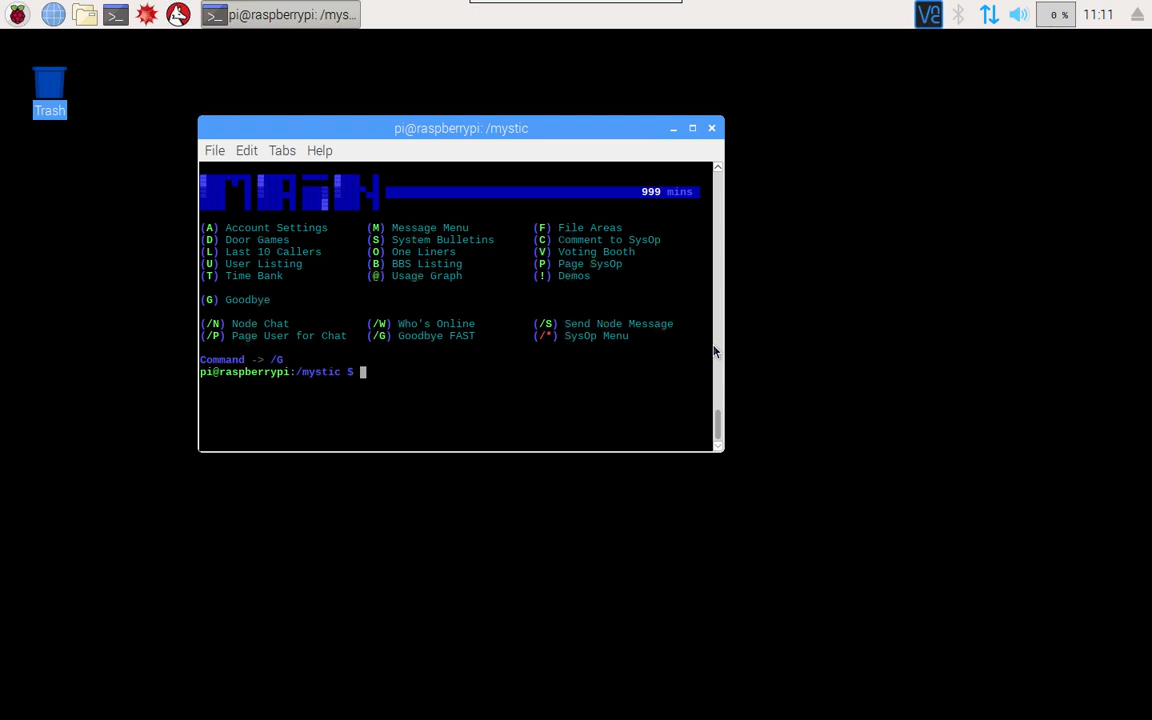 pi@raspberrypi: /mys...
0 %
11:11
Trash
pi@raspberrypi: /mystic
File Edit Tabs Help
MAIN
999 mins
(A) Account Settings (M) Message Menu (F) File Areas
(D) Door Games (S) System Bulletins (C) Comment to SysOp
(L) Last 10 Callers (O) One Liners (V) Voting Booth
(U) User Listing (B) BBS Listing (P) Page SysOp
(T) Time Bank (@) Usage Graph (!) Demos
(G) Goodbye
(/N) Node Chat (/W) Who's Online (/S) Send Node Message
(/P) Page User for Chat (/G) Goodbye FAST (/*) SysOp Menu
Command -> /G
pi@raspberrypi:/mystic $